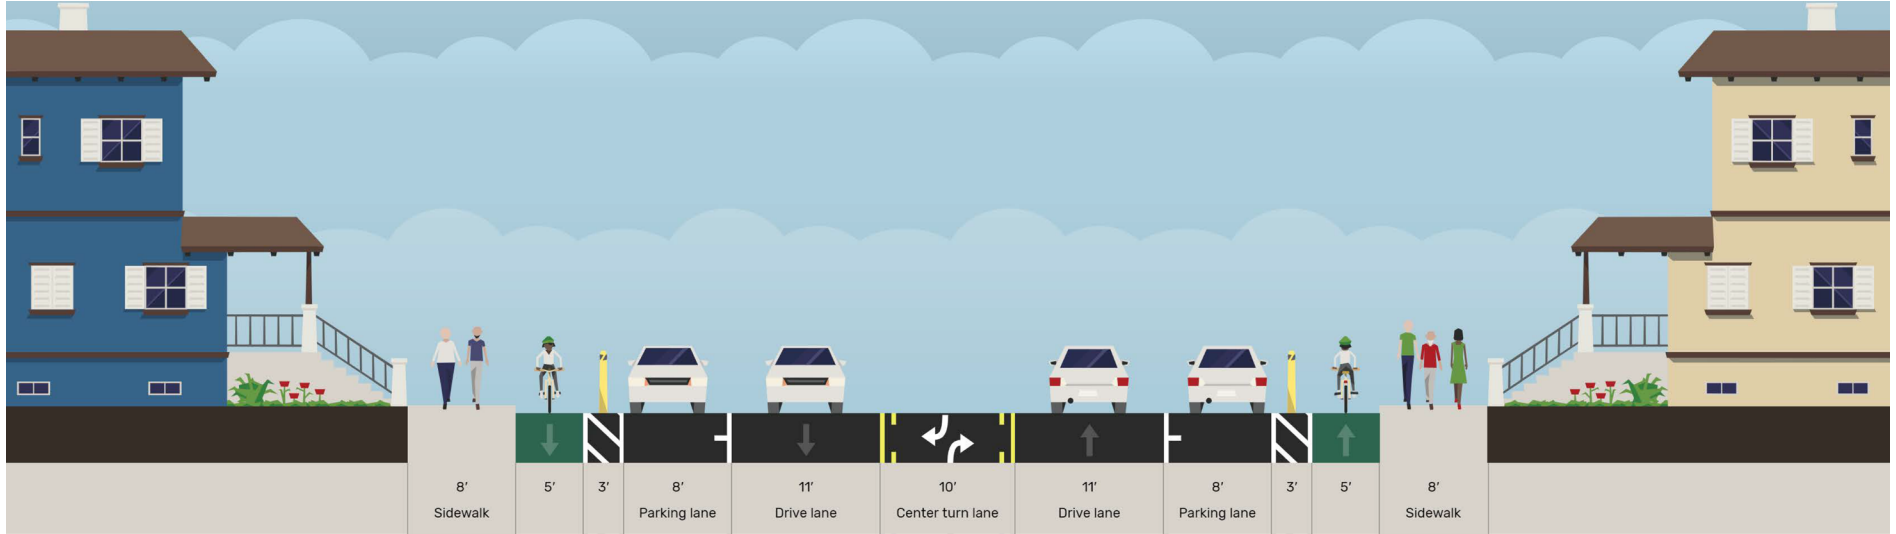 8′ 5′ 3′ 8′ 11′ 10′ 11′ 8′ 3′ 5′ 8′
Sidewalk Parking lane Drive lane Center turn lane Drive lane Parking lane Sidewalk